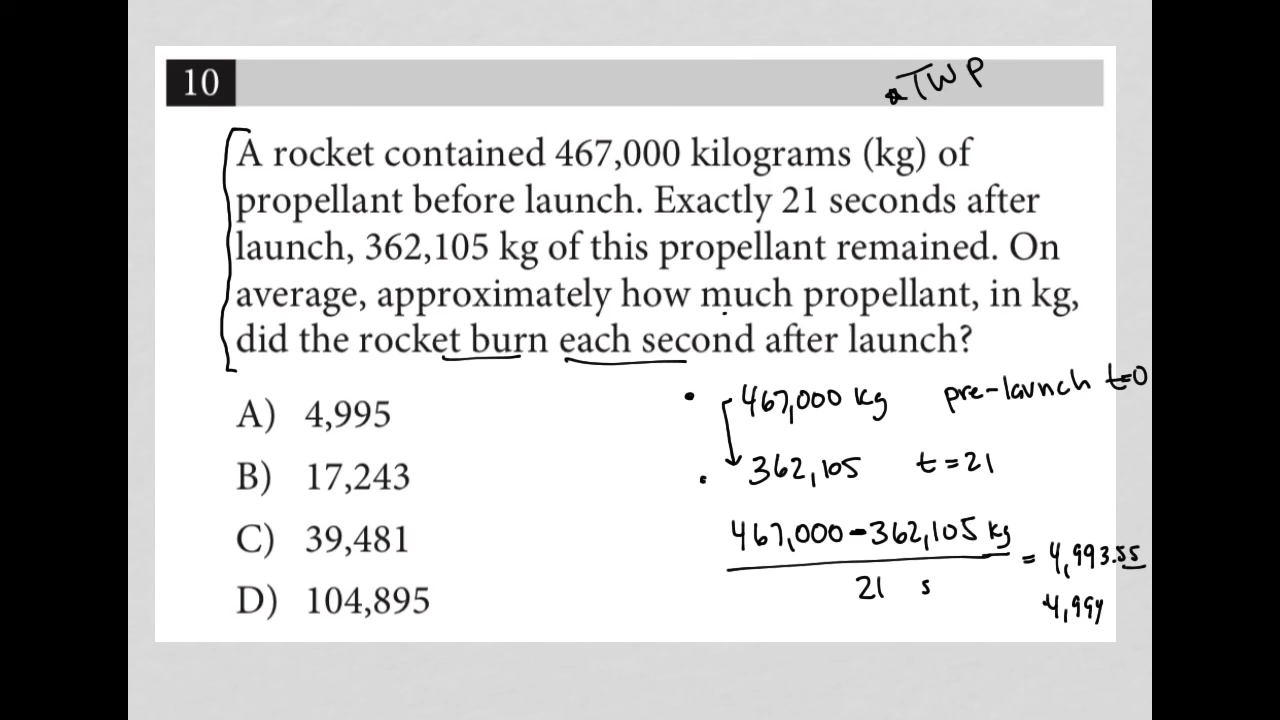 10
TWP
A rocket contained 467,000 kilograms (kg) of
propellant before launch. Exactly 21 seconds after
launch, 362,105 kg of this propellant remained. On
average, approximately how much propellant, in kg,
did the rocket burn each second after launch?
A) 4,995
B) 17,243
C) 39,481
D) 104,895
467,000 kg pre-launch t=0
362,105 t=21
467,000-362,105 kg
21 s
= 4,993.55
4,994